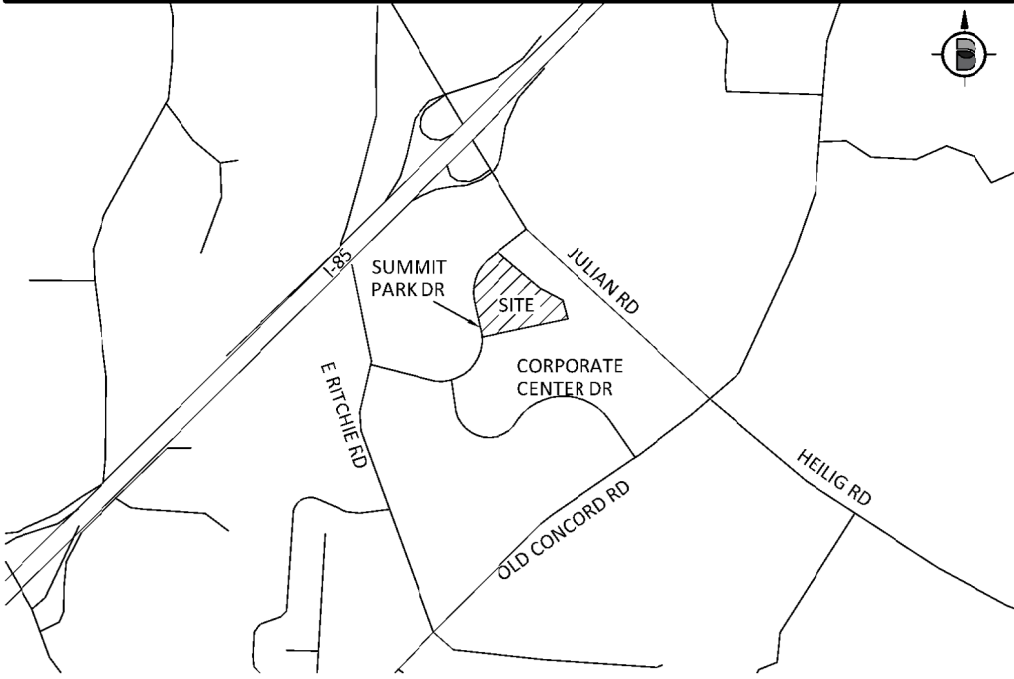 I-85
SUMMIT
PARK DR
JULIAN RD
SITE
E RITCHIE RD
CORPORATE
CENTER DR
HEILIG RD
OLD CONCORD RD